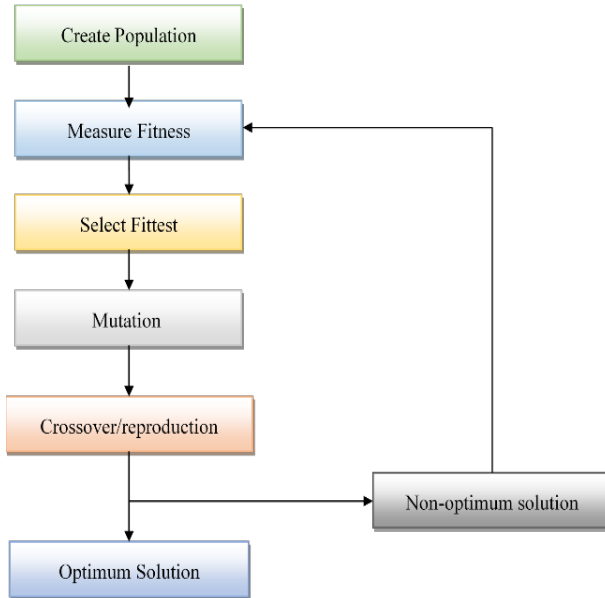 Create Population
Measure Fitness
Select Fittest
Mutation
Crossover/reproduction
Non-optimum solution
Optimum Solution